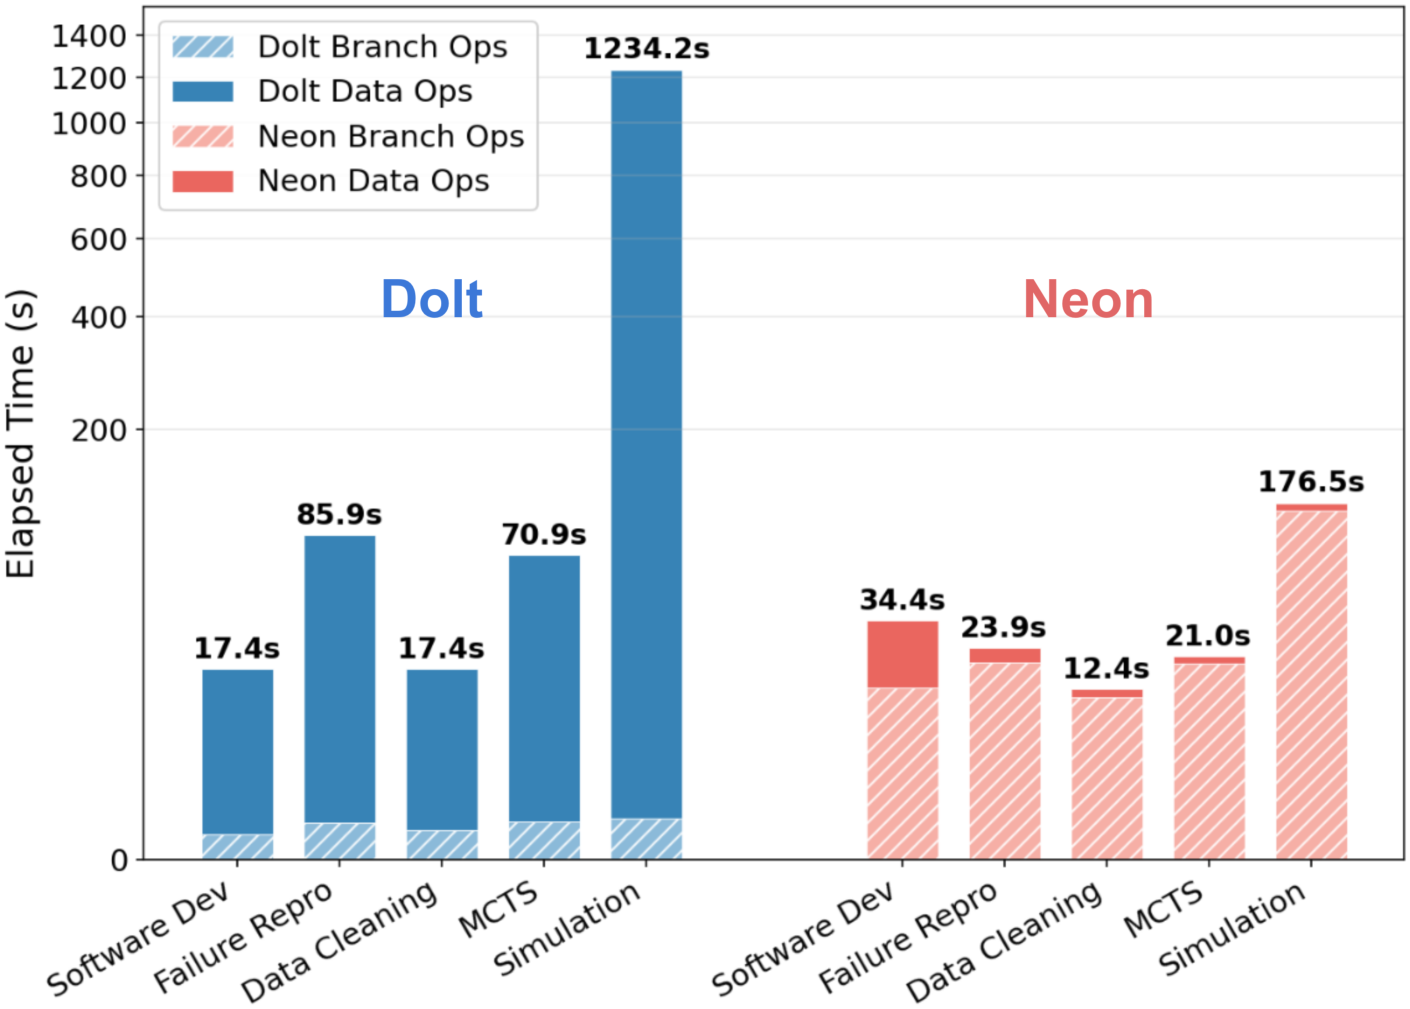 Elapsed Time (s)
1400
1200
1000
800
600
400
200
0
Dolt Branch Ops
Dolt Data Ops
Neon Branch Ops
Neon Data Ops
Dolt
Neon
17.4s
85.9s
17.4s
70.9s
1234.2s
34.4s
23.9s
12.4s
21.0s
176.5s
Software Dev
Failure Repro
Data Cleaning
MCTS
Simulation
Software Dev
Failure Repro
Data Cleaning
MCTS
Simulation